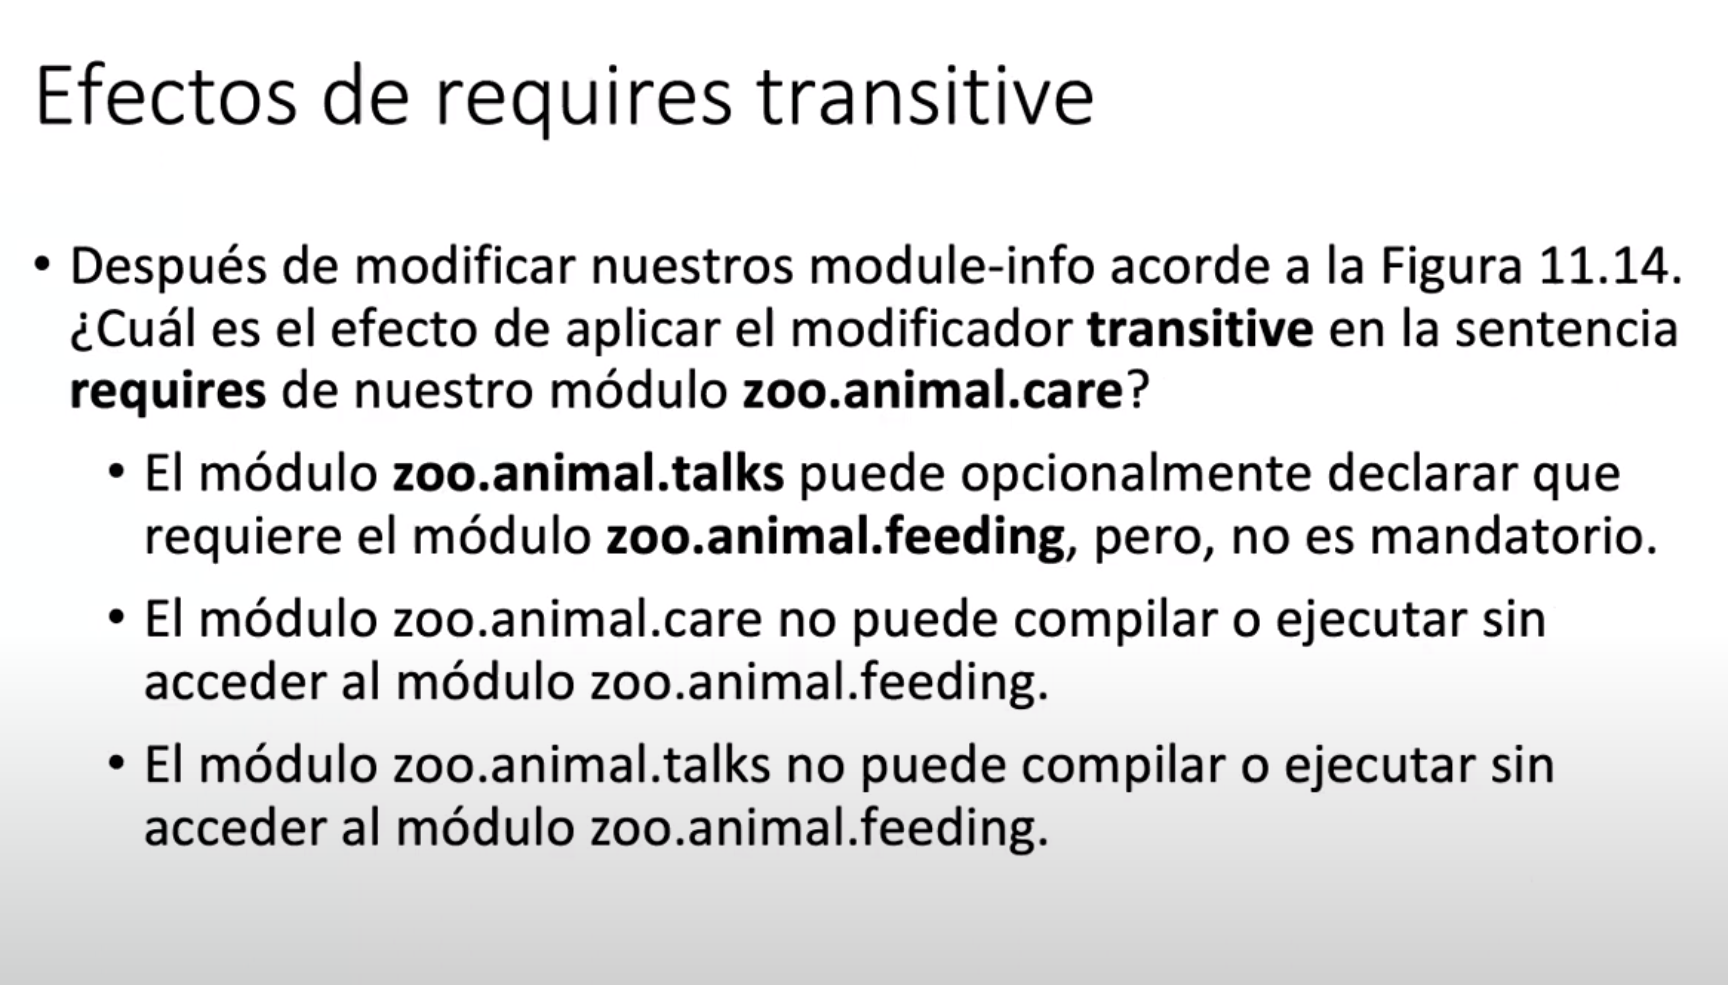 Efectos de requires transitive
• Después de modificar nuestros module-info acorde a la Figura 11.14.
¿Cuál es el efecto de aplicar el modificador transitive en la sentencia
requires de nuestro módulo zoo.animal.care?
• El módulo zoo.animal.talks puede opcionalmente declarar que
requiere el módulo zoo.animal.feeding, pero, no es mandatorio.
• El módulo zoo.animal.care no puede compilar o ejecutar sin
acceder al módulo zoo.animal.feeding.
• El módulo zoo.animal.talks no puede compilar o ejecutar sin
acceder al módulo zoo.animal.feeding.